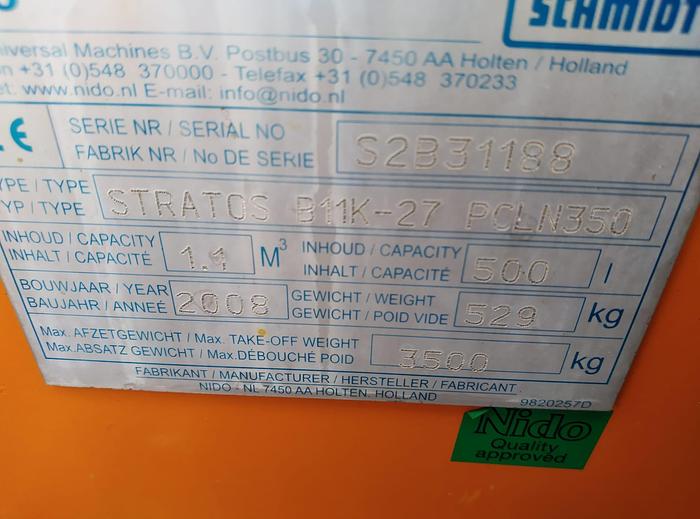 SCHMIDT
Universal Machines B.V. Postbus 30 - 7450 AA Holten / Holland
+31 (0)548 370000 - Telefax +31 (0)548 370233
www.nido.nl E-mail: info@nido.nl
CE
SERIE NR / SERIAL NO
FABRIK NR / No DE SERIE
S2B31188
TYPE / TYPE
TYP / TYPE
STRATOS B11K-27 PCLN350
INHOUD / CAPACITY
INHALT / CAPACITÉ
1.1 M³
INHOUD / CAPACITY
INHALT / CAPACITÉ
500 l
BOUWJAAR / YEAR
BAUJAHR / ANNEÉ
2008
GEWICHT / WEIGHT
GEWICHT / POID VIDE
529 kg
Max. AFZETGEWICHT / Max. TAKE-OFF WEIGHT
Max. ABSATZ GEWICHT / Max. DÉBOUCHÉ POID
3500 kg
FABRIKANT / MANUFACTURER / HERSTELLER / FABRICANT
NIDO - NL 7450 AA HOLTEN, HOLLAND
9820257D
Nido
Quality
approved